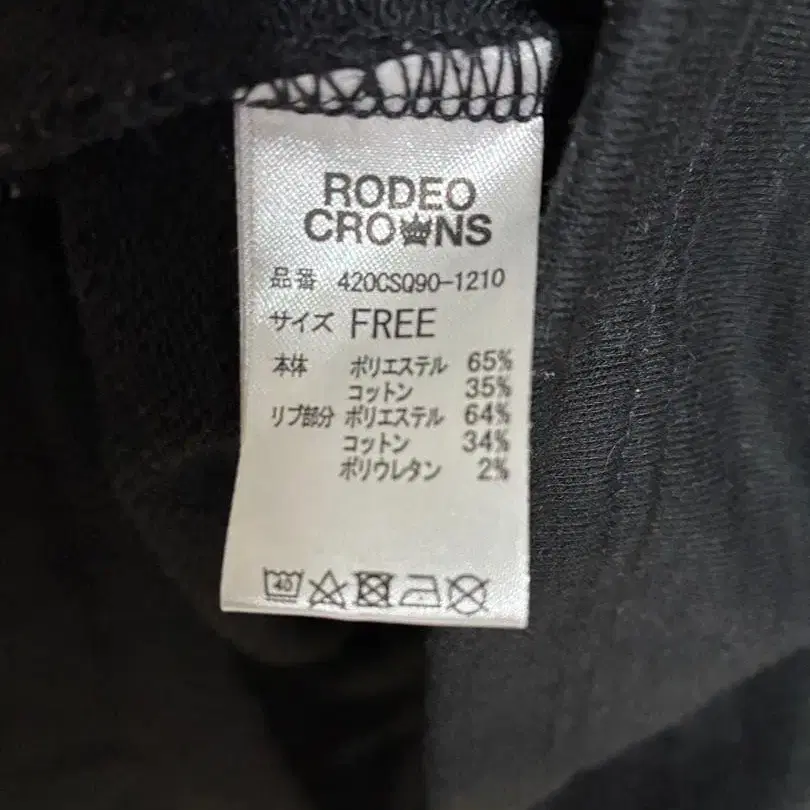 RODEO
CROWNS
品番 420CSQ90-1210
サイズ FREE
本体 ポリエステル 65%
コットン 35%
リブ部分 ポリエステル 64%
コットン 34%
ポリウレタン 2%
40